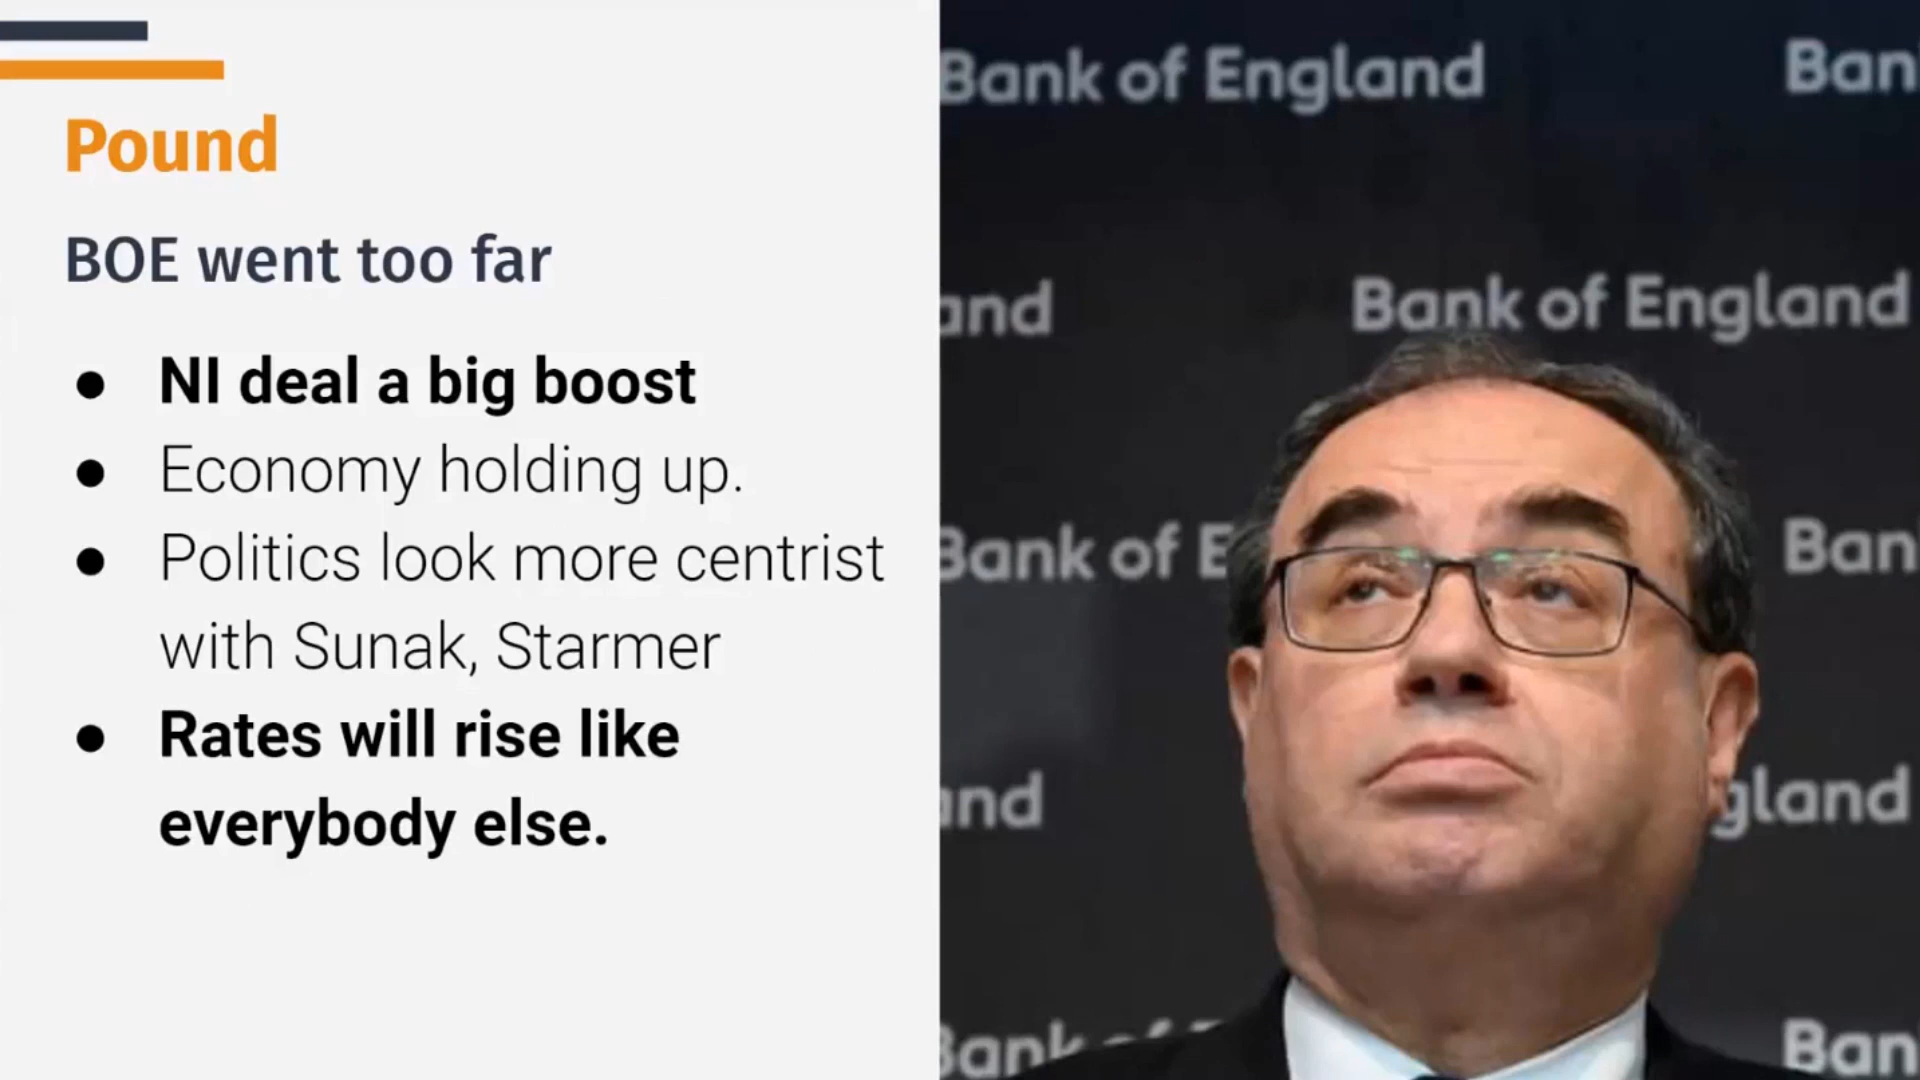 Pound
BOE went too far
● NI deal a big boost
● Economy holding up.
● Politics look more centrist
with Sunak, Starmer
● Rates will rise like
everybody else.
Bank of England Ban
and Bank of England
Bank of E Ban
and gland
Bank of E Ban